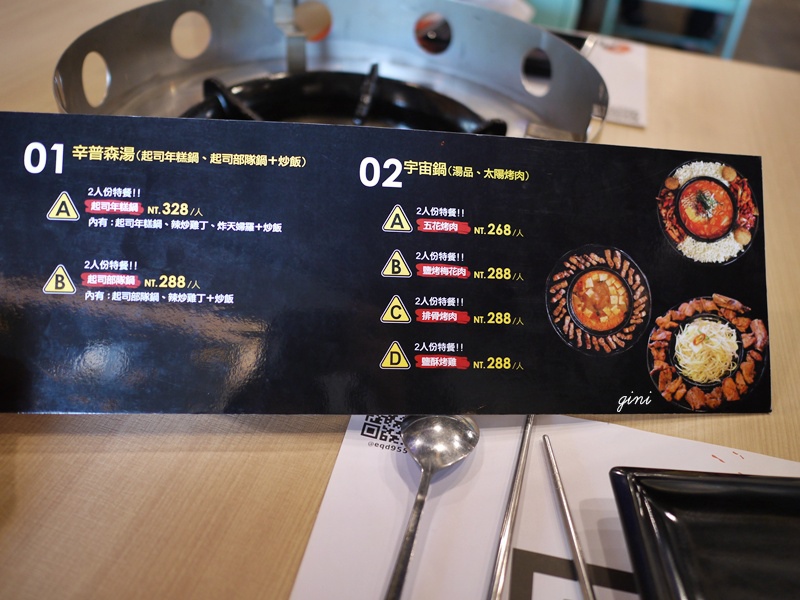 01 辛普森湯(起司年糕鍋、起司部隊鍋+炒飯)
A
2人份特餐!!
起司年糕鍋 NT.328/人
內有：起司年糕鍋、辣炒雞丁、炸天婦羅+炒飯
B
2人份特餐!!
起司部隊鍋 NT.288/人
內有：起司部隊鍋、辣炒雞丁+炒飯
02 宇宙鍋(湯品、太陽烤肉)
A
2人份特餐!!
五花烤肉 NT.268/人
B
2人份特餐!!
鹽烤梅花肉 NT.288/人
C
2人份特餐!!
排骨烤肉 NT.288/人
D
2人份特餐!!
鹽酥烤雞 NT.288/人
gini
@eqd955